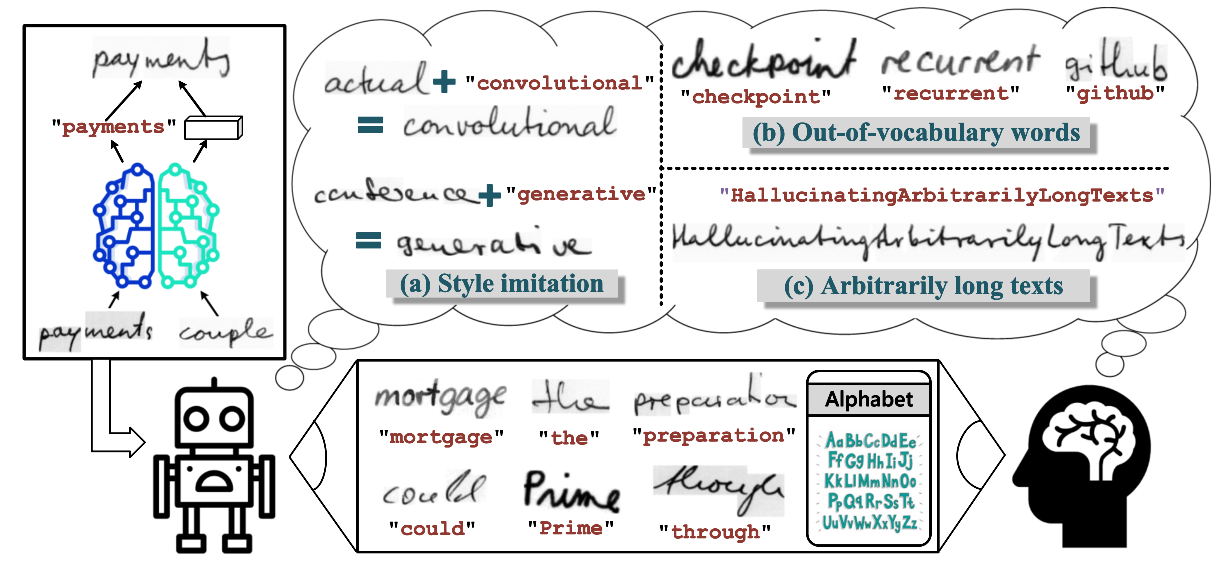 payments
"payments"
payments couple
actual + "convolutional"
= convolutional
conference + "generative"
= generative
(a) Style imitation
checkpoint recurrent github
"checkpoint" "recurrent" "github"
(b) Out-of-vocabulary words
"HallucinatingArbitrarilyLongTexts"
HallucinatingArbitrarilyLongTexts
(c) Arbitrarily long texts
mortgage the preparation
"mortgage" "the" "preparation"
could Prime through
"could" "Prime" "through"
Alphabet
AaBbCcDdEe
FfGgHhIiJj
KkLlMmNnOo
PpQqRrSsTt
UuVvWwXxYyZz